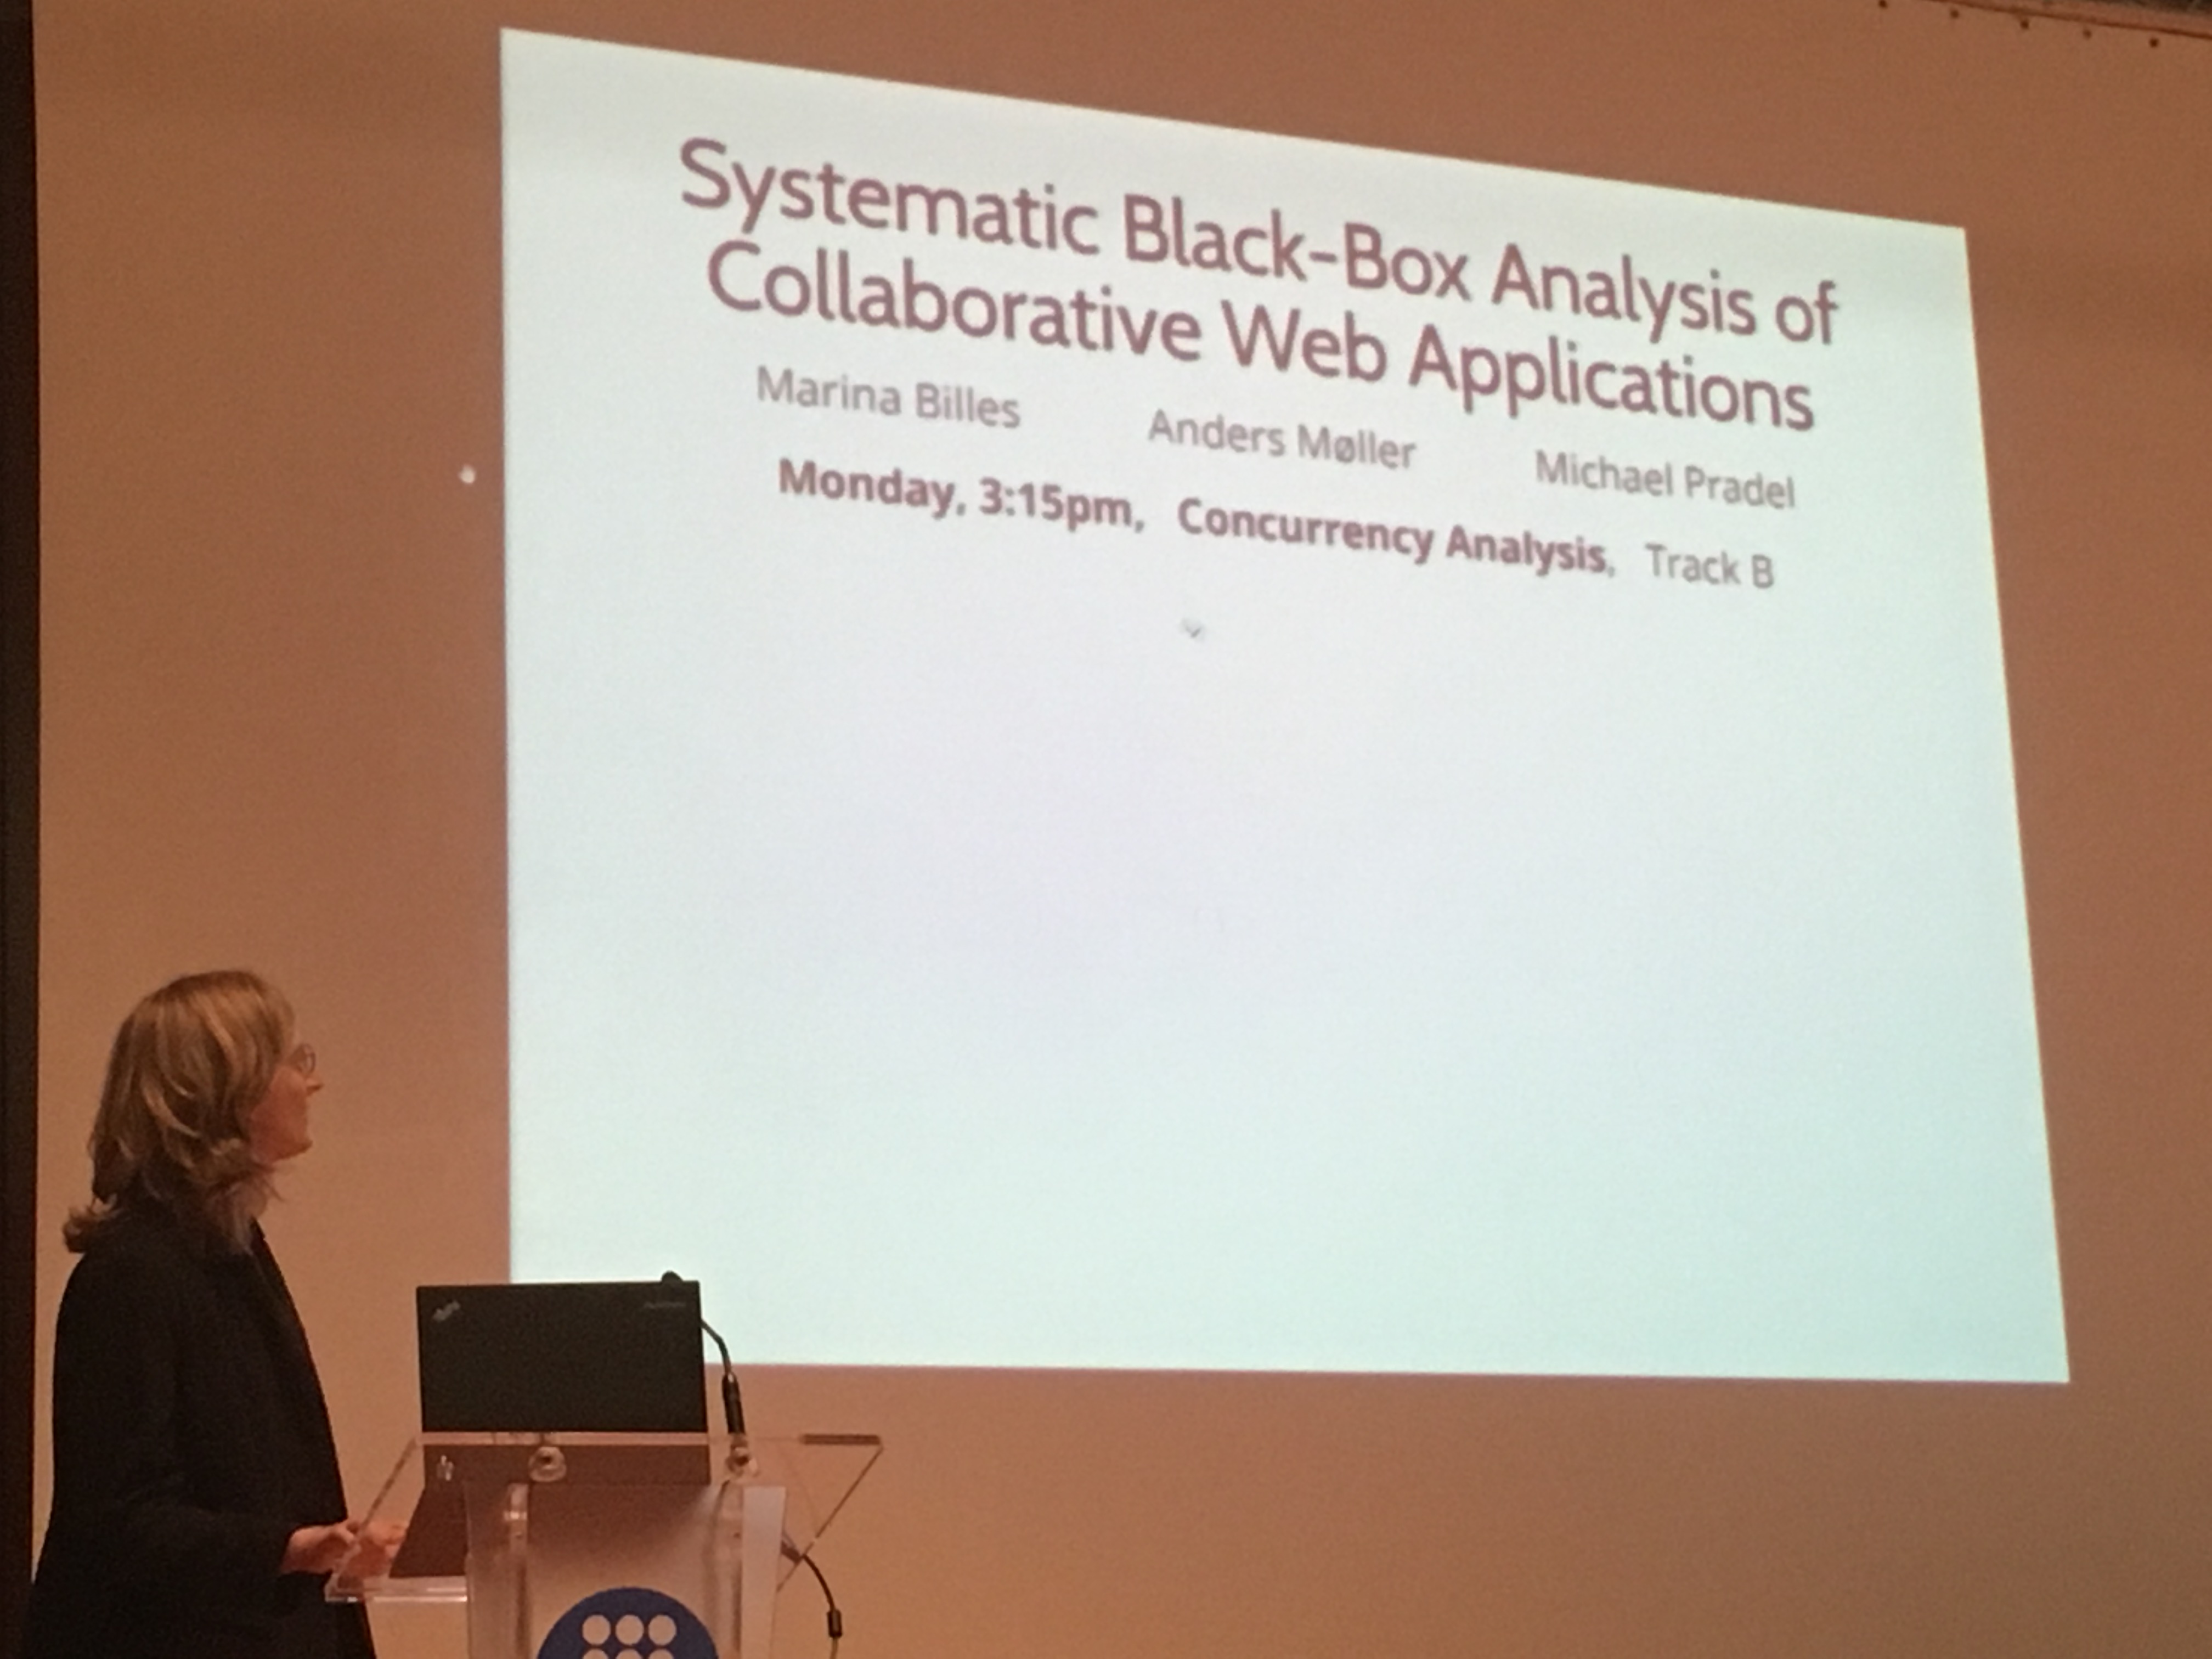 Systematic Black-Box Analysis of
Collaborative Web Applications
Marina Billes Anders Møller Michael Pradel
Monday, 3:15pm, Concurrency Analysis, Track B